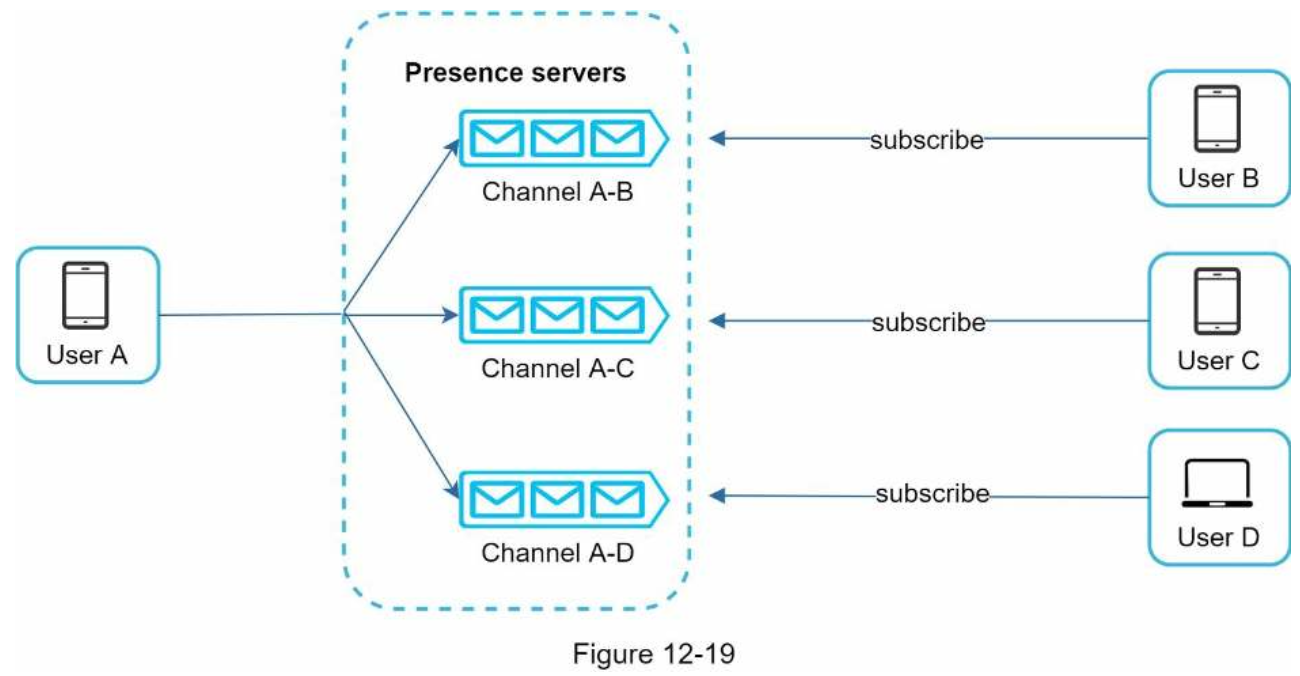 Presence servers
Channel A-B
subscribe
User B
User A
Channel A-C
subscribe
User C
Channel A-D
subscribe
User D
Figure 12-19